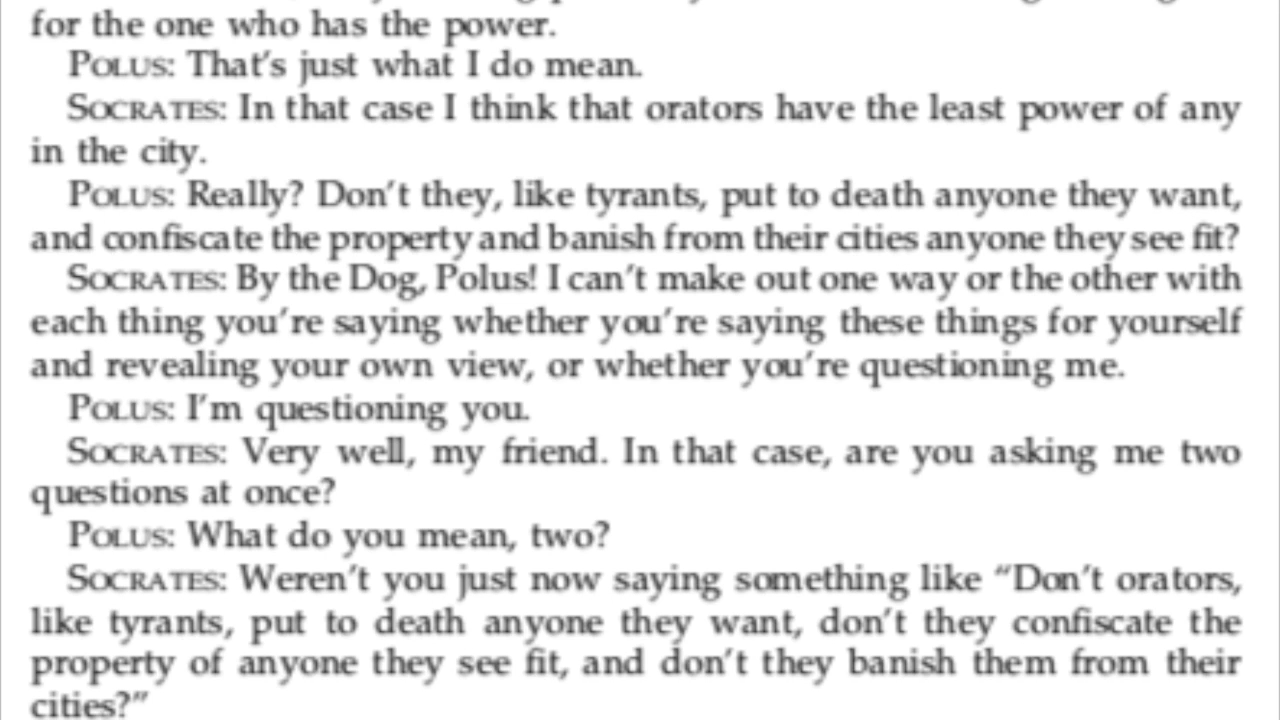 for the one who has the power.
POLUS: That's just what I do mean.
SOCRATES: In that case I think that orators have the least power of any
in the city.
POLUS: Really? Don't they, like tyrants, put to death anyone they want,
and confiscate the property and banish from their cities anyone they see fit?
SOCRATES: By the Dog, Polus! I can't make out one way or the other with
each thing you're saying whether you're saying these things for yourself
and revealing your own view, or whether you're questioning me.
POLUS: I'm questioning you.
SOCRATES: Very well, my friend. In that case, are you asking me two
questions at once?
POLUS: What do you mean, two?
SOCRATES: Weren't you just now saying something like “Don't orators,
like tyrants, put to death anyone they want, don't they confiscate the
property of anyone they see fit, and don't they banish them from their
cities?”